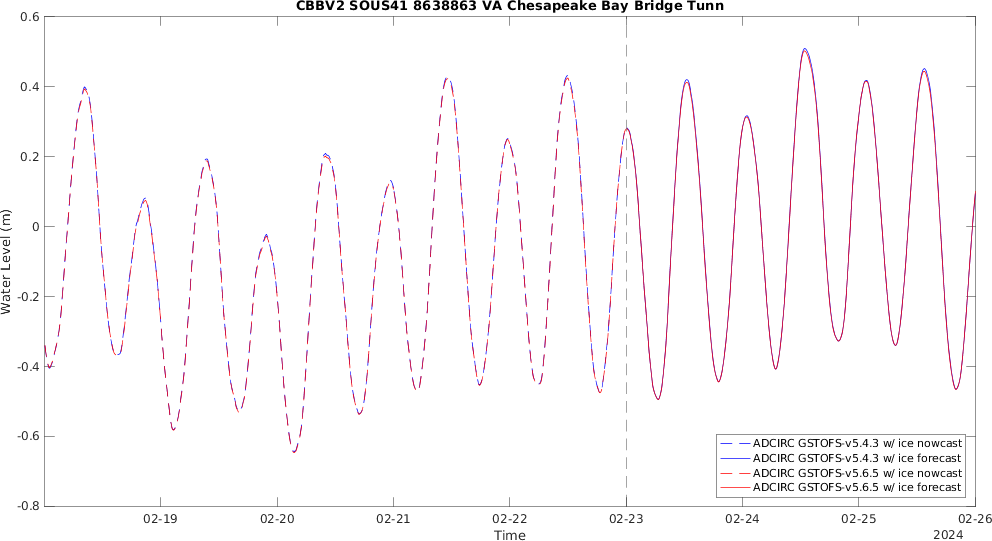 CBBV2 SOUS41 8638863 VA Chesapeake Bay Bridge Tunn
Water Level (m)
0.6
0.4
0.2
0
-0.2
-0.4
-0.6
-0.8
ADCIRC GSTOFS-v5.4.3 w/ ice nowcast
ADCIRC GSTOFS-v5.4.3 w/ ice forecast
ADCIRC GSTOFS-v5.6.5 w/ ice nowcast
ADCIRC GSTOFS-v5.6.5 w/ ice forecast
02-19 02-20 02-21 02-22 02-23 02-24 02-25 02-26
Time
2024